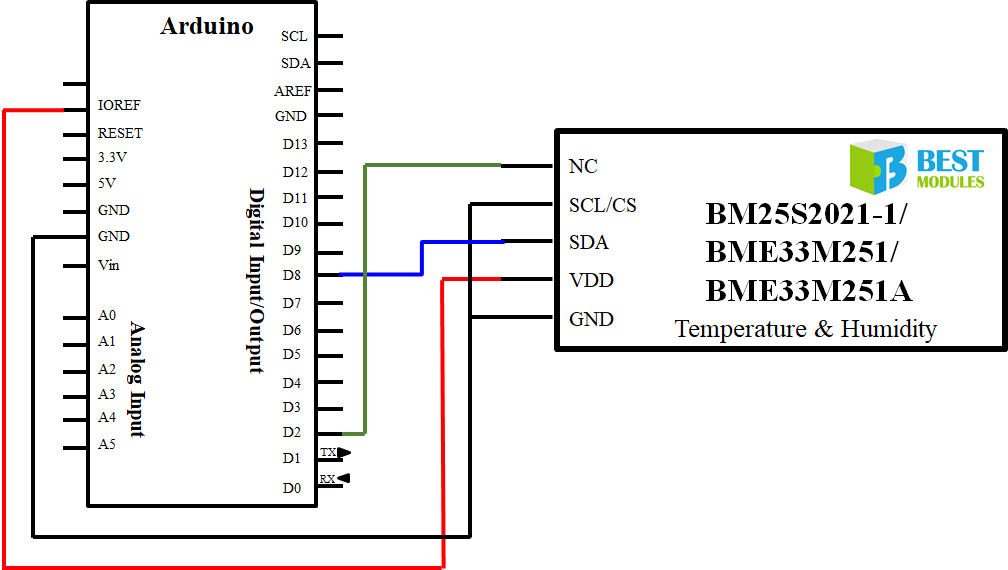 Arduino
SCL
SDA
AREF
GND
D13
D12
D11
D10
D9
D8
D7
D6
D5
D4
D3
D2
D1
D0
TX
RX
IOREF
RESET
3.3V
5V
GND
GND
Vin
A0
A1
A2
A3
A4
A5
Analog Input
Digital Input/Output
NC
SCL/CS
SDA
VDD
GND
BEST
MODULES
BM25S2021-1/
BME33M251/
BME33M251A
Temperature & Humidity